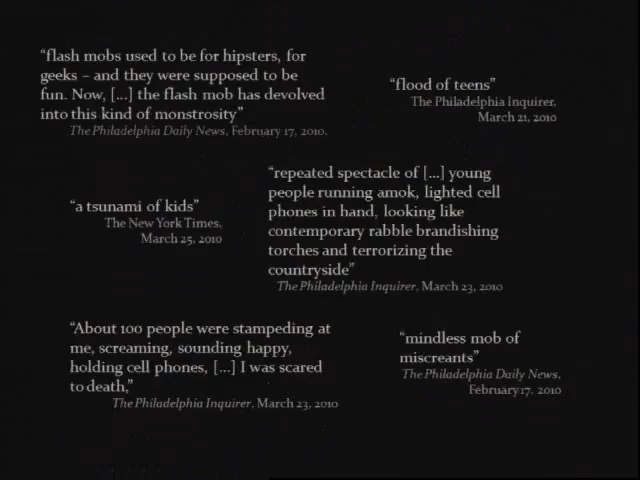 “flash mobs used to be for hipsters, for
geeks – and they were supposed to be
fun. Now, [...] the flash mob has devolved
into this kind of monstrosity”
The Philadelphia Daily News, February 17, 2010.
“flood of teens”
The Philadelphia Inquirer,
March 21, 2010
“a tsunami of kids”
The New York Times,
March 25, 2010
“repeated spectacle of [...] young
people running amok, lighted cell
phones in hand, looking like
contemporary rabble brandishing
torches and terrorizing the
countryside”
The Philadelphia Inquirer, March 23, 2010
“About 100 people were stampeding at
me, screaming, sounding happy,
holding cell phones, [...] I was scared
to death,”
The Philadelphia Inquirer, March 23, 2010
“mindless mob of
miscreants”
The Philadelphia Daily News,
February 17, 2010